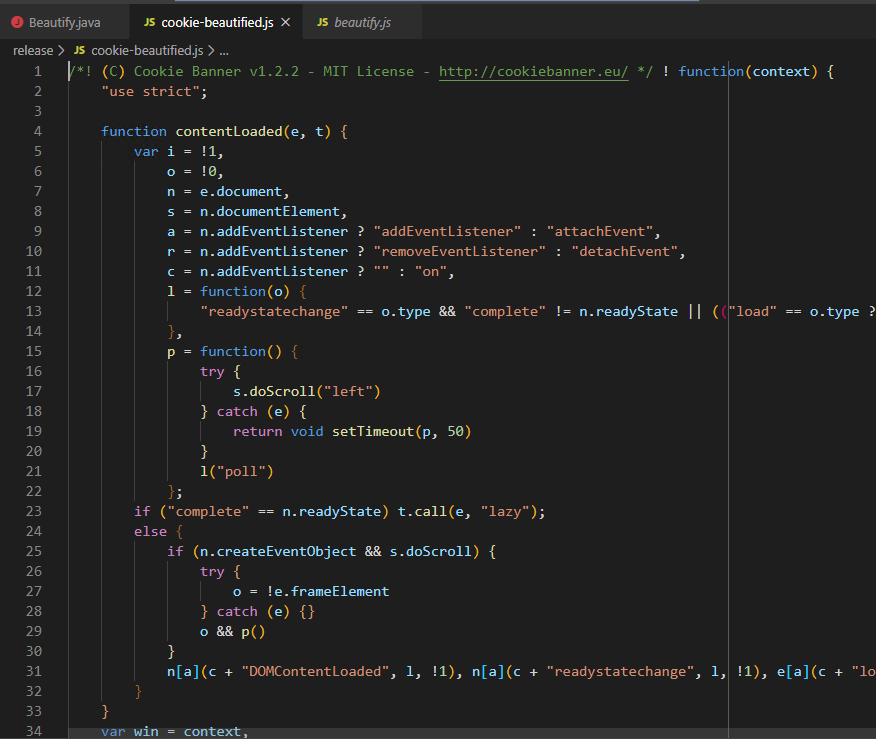 Beautify.java JS cookie-beautified.js JS beautify.js
release > JS cookie-beautified.js > ...
1 /*! (C) Cookie Banner v1.2.2 - MIT License - http://cookiebanner.eu/ */ ! function(context) {
2 "use strict";
3
4 function contentLoaded(e, t) {
5 var i = !1,
6 o = !0,
7 n = e.document,
8 s = n.documentElement,
9 a = n.addEventListener ? "addEventListener" : "attachEvent",
10 r = n.addEventListener ? "removeEventListener" : "detachEvent",
11 c = n.addEventListener ? "" : "on",
12 l = function(o) {
13 "readystatechange" == o.type && "complete" != n.readyState || (("load" == o.type ?
14 },
15 p = function() {
16 try {
17 s.doScroll("left")
18 } catch (e) {
19 return void setTimeout(p, 50)
20 }
21 l("poll")
22 };
23 if ("complete" == n.readyState) t.call(e, "lazy");
24 else {
25 if (n.createEventObject && s.doScroll) {
26 try {
27 o = !e.frameElement
28 } catch (e) {}
29 o && p()
30 }
31 n[a](c + "DOMContentLoaded", l, !1), n[a](c + "readystatechange", l, !1), e[a](c + "lo
32 }
33 }
34 var win = context,